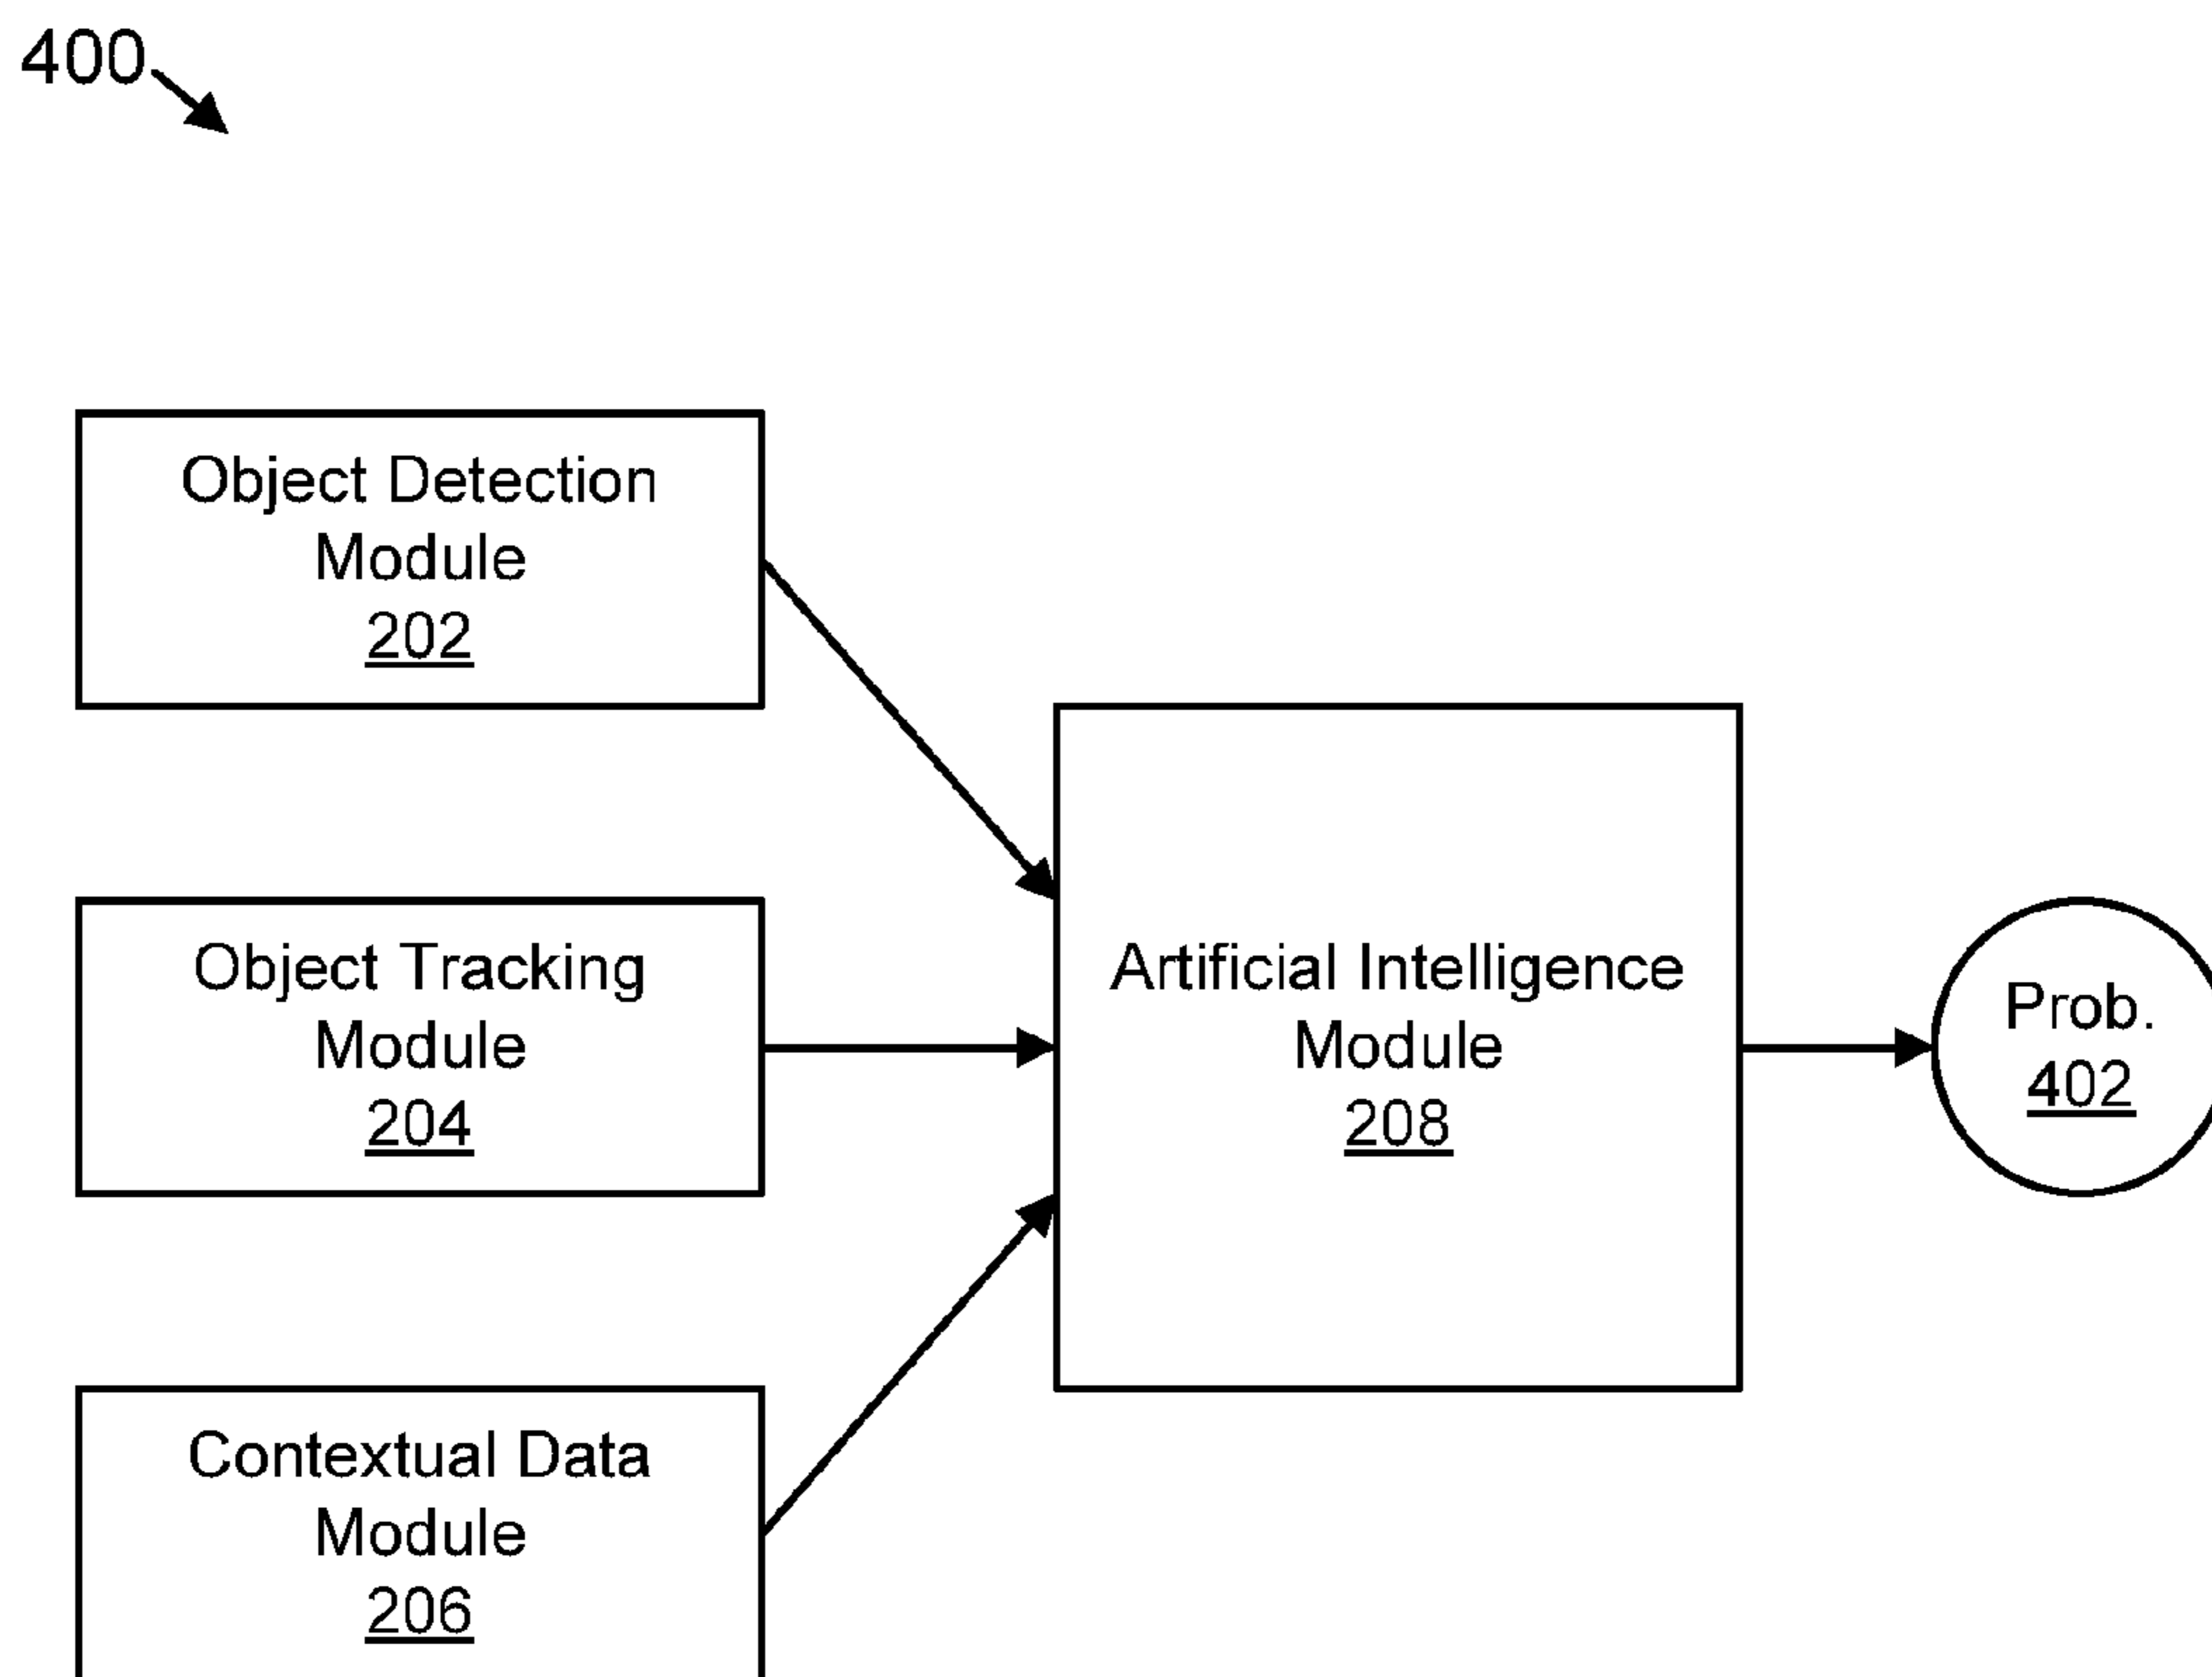 400
Object Detection
Module
202
Object Tracking
Module
204
Contextual Data
Module
206
Artificial Intelligence
Module
208
Prob.
402